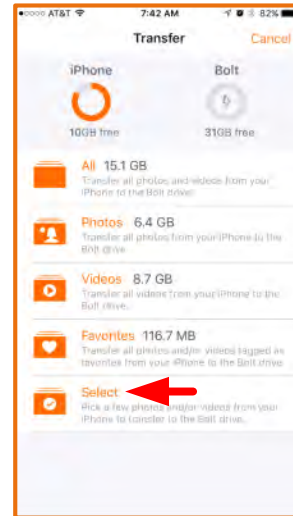 AT&T 7:42 AM 82%
Transfer Cancel
iPhone Bolt
10GB free 31GB free
All 15.1 GB
Transfer all photos and videos from your
iPhone to the Bolt drive.
Photos 6.4 GB
Transfer all photos from your iPhone to the
Bolt drive.
Videos 8.7 GB
Transfer all videos from your iPhone to the
Bolt drive.
Favorites 116.7 MB
Transfer all photos and/or videos tagged as
favorites from your iPhone to the Bolt drive.
Select
Pick a few photos and/or videos from your
iPhone to transfer to the Bolt drive.